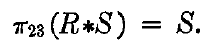 π₂₃(R*S) = S.